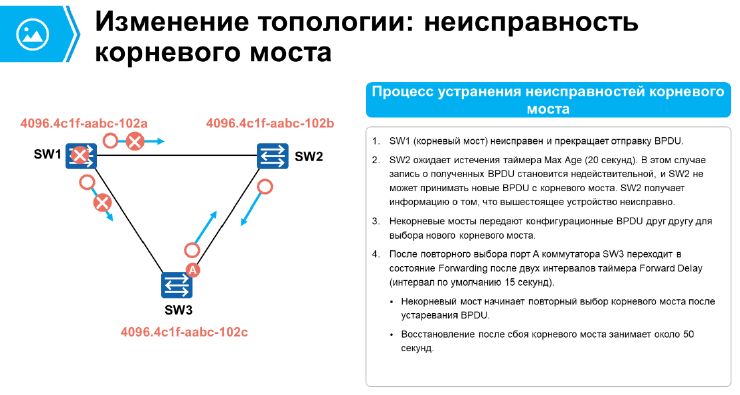 Изменение топологии: неисправность
корневого моста
4096.4c1f-aabc-102a
4096.4c1f-aabc-102b
SW1
SW2
A
SW3
4096.4c1f-aabc-102c
Процесс устранения неисправностей корневого
моста
1. SW1 (корневый мост) неисправен и прекращает отправку BPDU.
2. SW2 ожидает истечения таймера Max Age (20 секунд). В этом случае
запись о полученных BPDU становится недействительной, и SW2 не
может принимать новые BPDU с корневого моста. SW2 получает
информацию о том, что вышестоящее устройство неисправно.
3. Некорневые мосты передают конфигурационные BPDU друг другу для
выбора нового корневого моста.
4. После повторного выбора порт A коммутатора SW3 переходит в
состояние Forwarding после двух интервалов таймера Forward Delay
(интервал по умолчанию 15 секунд).
• Некорневый мост начинает повторный выбор корневого моста после
устаревания BPDU.
• Восстановление после сбоя корневого моста занимает около 50
секунд.